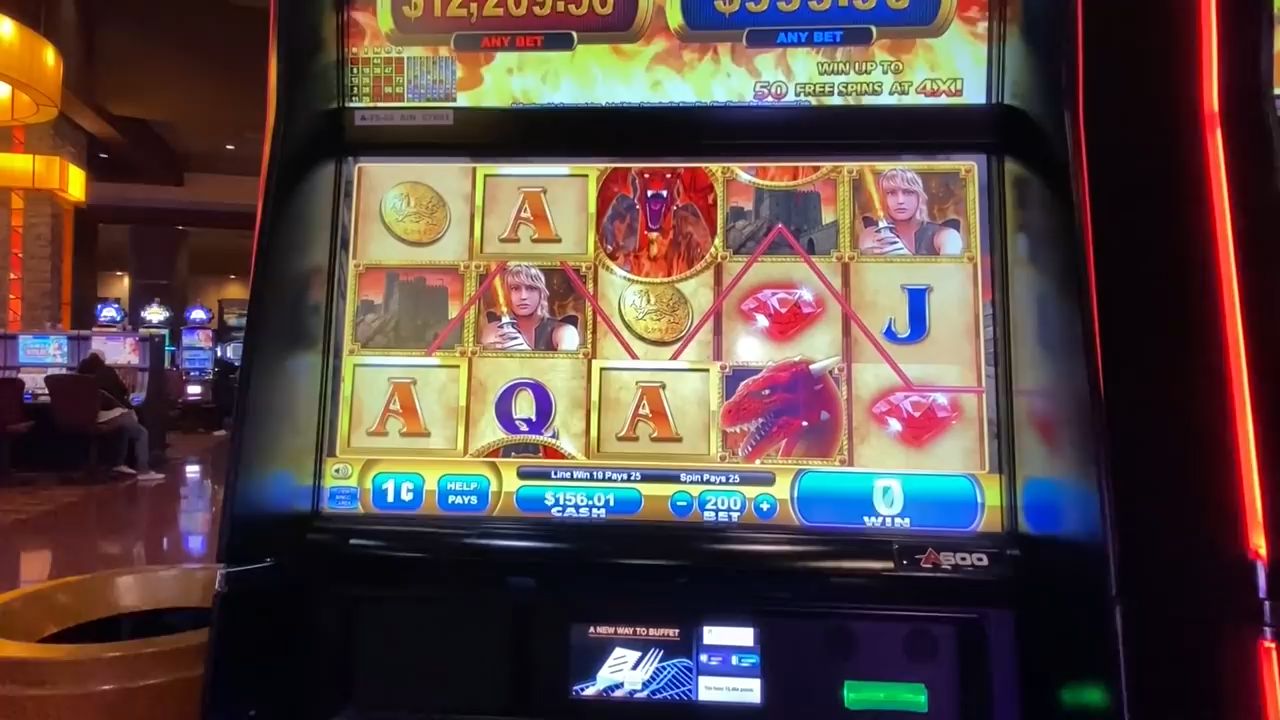 ANY BET
ANY BET
WIN UP TO
50 FREE SPINS AT 4X!
A
J
A
Q
A
Line Win 19 Pays 25
Spin Pays 25
1¢
HELP/
PAYS
$156.01
CASH
-
200
+
BET
0
WIN
A600
A NEW WAY TO BUFFET